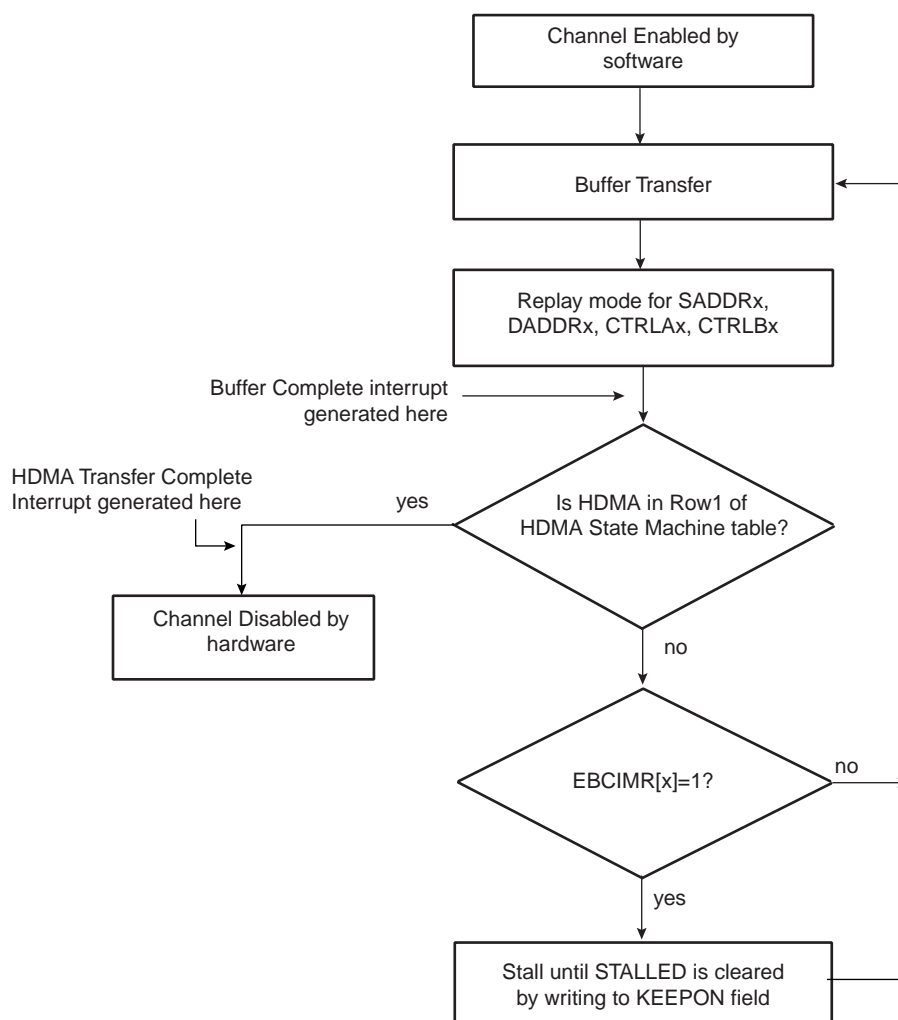 Channel Enabled by
software
Buffer Transfer
Replay mode for SADDRx,
DADDRx, CTRLAx, CTRLBx
Buffer Complete interrupt
generated here
HDMA Transfer Complete
Interrupt generated here
yes
Is HDMA in Row1 of
HDMA State Machine table?
Channel Disabled by
hardware
no
EBCIMR[x]=1?
no
yes
Stall until STALLED is cleared
by writing to KEEPON field